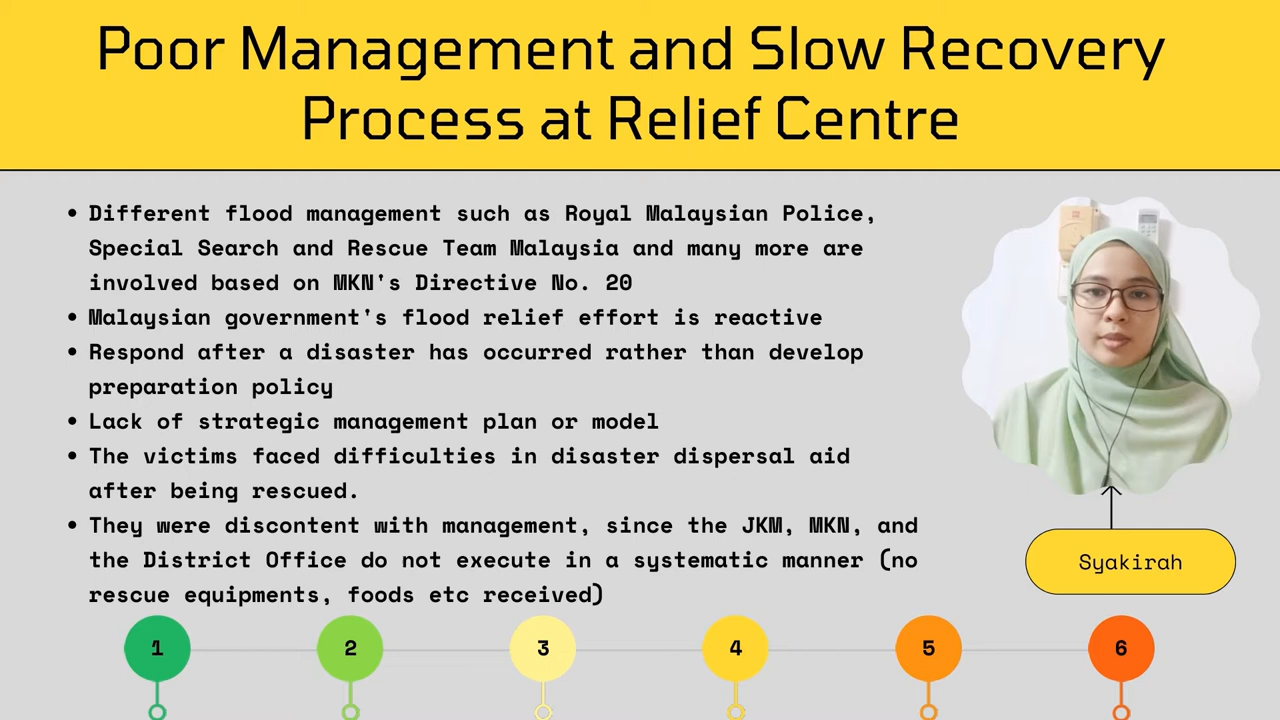 Poor Management and Slow Recovery
Process at Relief Centre
• Different flood management such as Royal Malaysian Police,
Special Search and Rescue Team Malaysia and many more are
involved based on MKN's Directive No. 20
• Malaysian government's flood relief effort is reactive
• Respond after a disaster has occurred rather than develop
preparation policy
• Lack of strategic management plan or model
• The victims faced difficulties in disaster dispersal aid
after being rescued.
• They were discontent with management, since the JKM, MKN, and
the District Office do not execute in a systematic manner (no
rescue equipments, foods etc received)
Syakirah
1 2 3 4 5 6